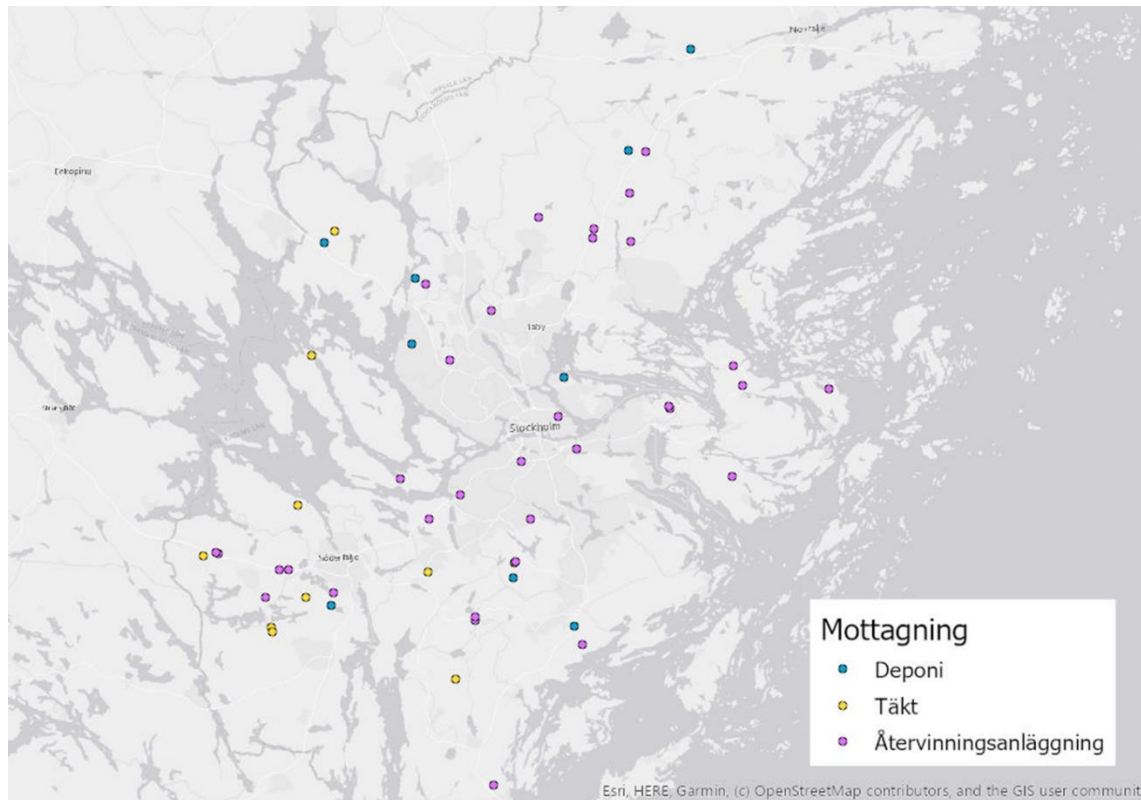 Norrtälje
Enköping
Täby
Strängnäs
Stockholm
Södertälje
Mottagning
Deponi
Täkt
Återvinningsanläggning
Esri, HERE, Garmin, (c) OpenStreetMap contributors, and the GIS user communit